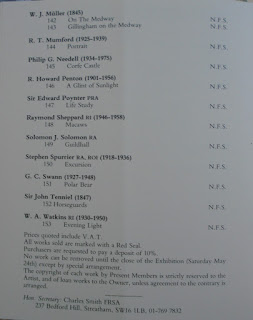 W. J. Müller (1845)
142 On The Medway N.F.S.
143 Gillingham on the Medway N.F.S.
R. T. Mumford (1925-1939)
144 Portrait N.F.S.
Philip G. Needell (1934-1975)
145 Corfe Castle N.F.S.
R. Howard Penton (1901-1956)
146 A Glint of Sunlight N.F.S.
Sir Edward Poynter PRA
147 Life Study N.F.S.
Raymond Sheppard RI (1946-1958)
148 Macaws N.F.S.
Solomon J. Solomon RA
149 Guildhall N.F.S.
Stephen Spurrier RA, ROI (1918-1936)
150 Excursion N.F.S.
G. C. Swann (1927-1948)
151 Polar Bear N.F.S.
Sir John Tenniel (1847)
152 Horseguards N.F.S.
W. A. Watkins RI (1930-1950)
153 Evening Light N.F.S.
Prices quoted include V.A.T.
All works sold are marked with a Red Seal.
Purchasers are requested to pay a deposit of 10%.
No work can be removed until the close of the Exhibition (Saturday May
24th) except by special arrangement.
The copyright of each work by Present Members is strictly reserved to the
Artist, and of loan works to the Owner, unless agreement to the contrary is
arranged.
Hon. Secretary: Charles Smith FRSA
237 Bedford Hill, Streatham, SW16 1LB. 01-769 7832